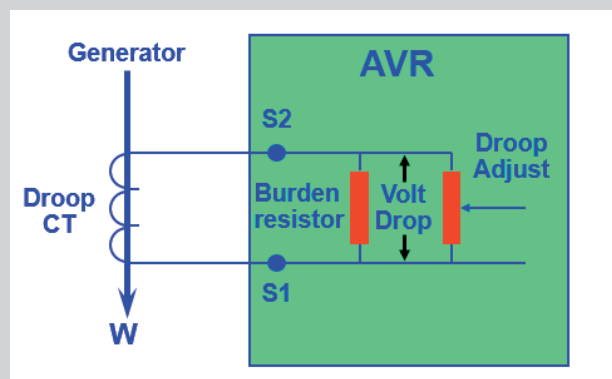 Generator
AVR
S2
Droop
Adjust
Burden
resistor
Volt
Drop
Droop
CT
S1
W